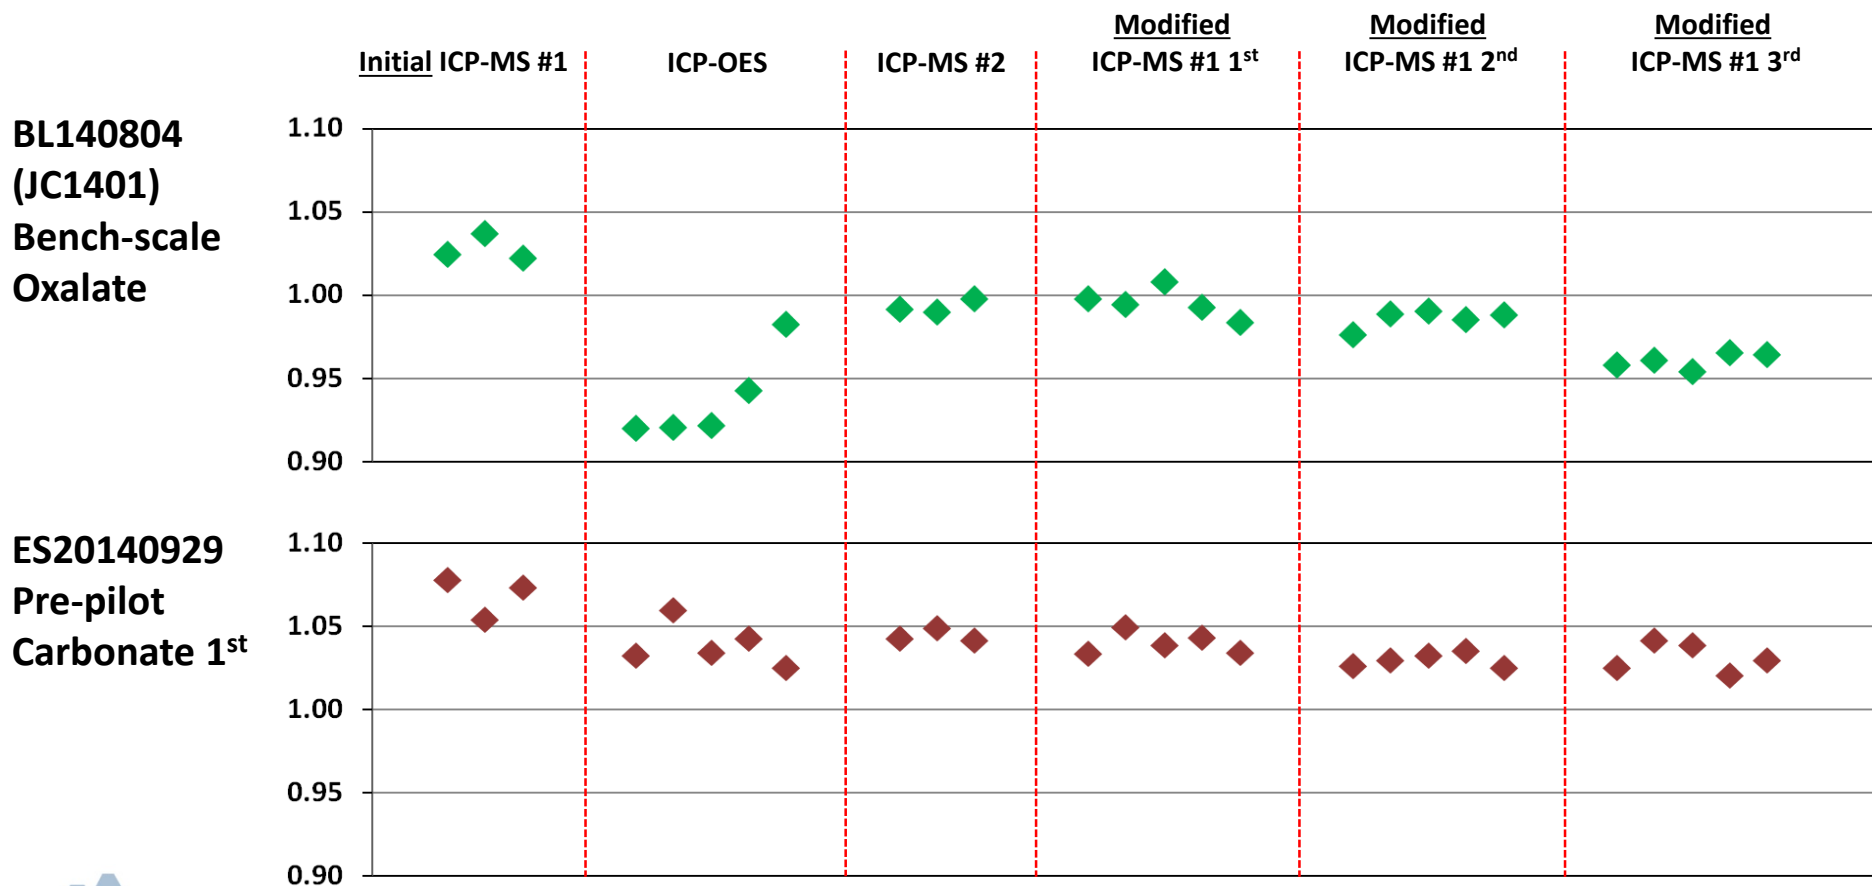 Initial ICP-MS #1
ICP-OES
ICP-MS #2
Modified
ICP-MS #1 1st
Modified
ICP-MS #1 2nd
Modified
ICP-MS #1 3rd
BL140804
(JC1401)
Bench-scale
Oxalate
1.10
1.05
1.00
0.95
0.90
ES20140929
Pre-pilot
Carbonate 1st
1.10
1.05
1.00
0.95
0.90